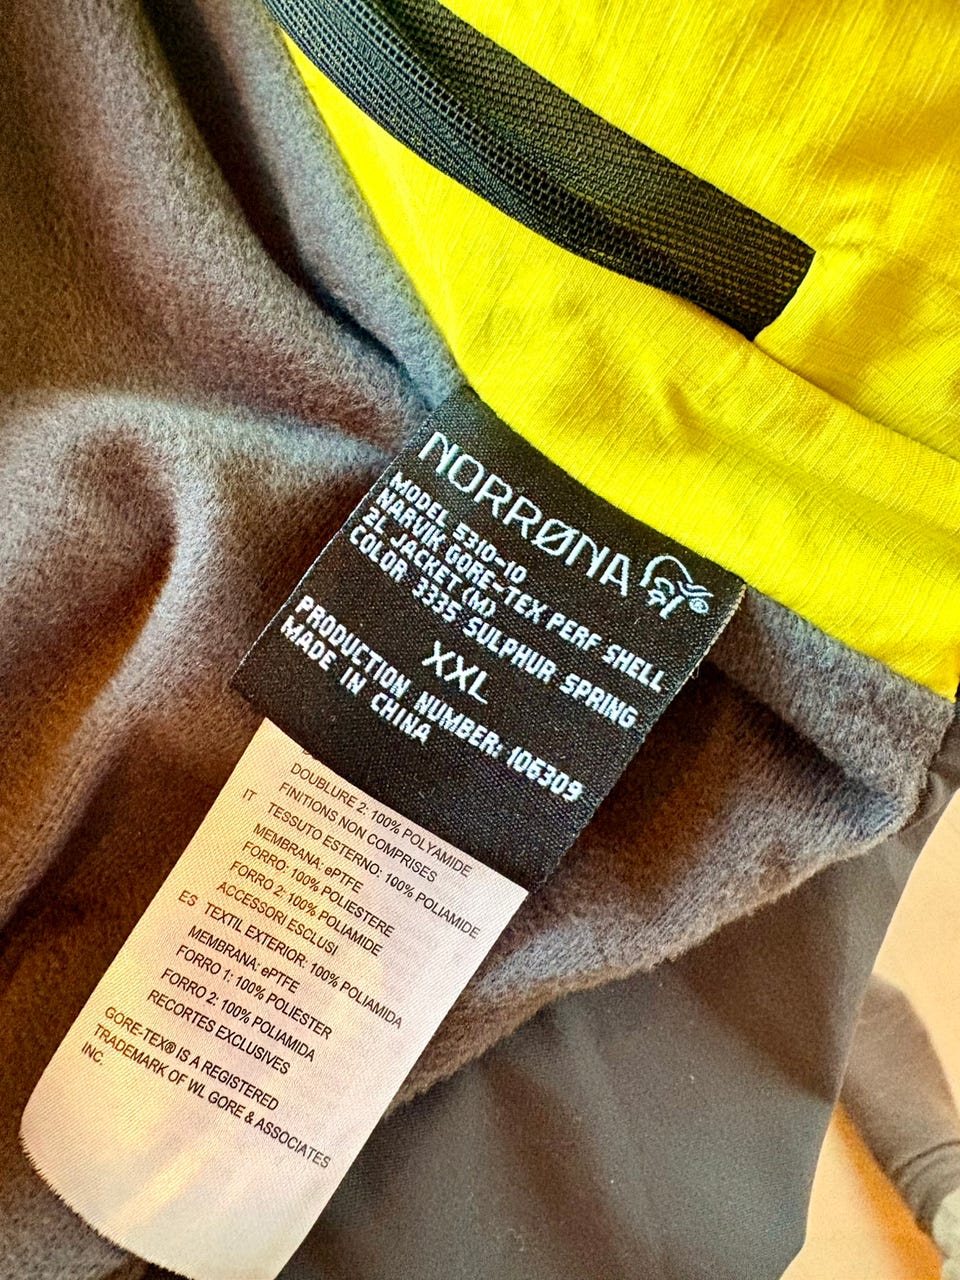 NORRØNA
MODEL 5310-10
NARVIK GORE-TEX PERF SHELL
2L JACKET (M)
COLOR 3335 SULPHUR SPRING
XXL
PRODUCTION NUMBER: 106309
MADE IN CHINA
DOUBLURE 2: 100% POLYAMIDE
FINITIONS NON COMPRISES
IT TESSUTO ESTERNO: 100% POLIAMIDE
MEMBRANA: ePTFE
FORRO: 100% POLIESTERE
FORRO 2: 100% POLIAMIDE
ACCESSORI ESCLUSI
ES TEXTIL EXTERIOR: 100% POLIAMIDA
MEMBRANA: ePTFE
FORRO 1: 100% POLIESTER
FORRO 2: 100% POLIAMIDA
RECORTES EXCLUSIVES
GORE-TEX® IS A REGISTERED
TRADEMARK OF WL GORE & ASSOCIATES
INC.